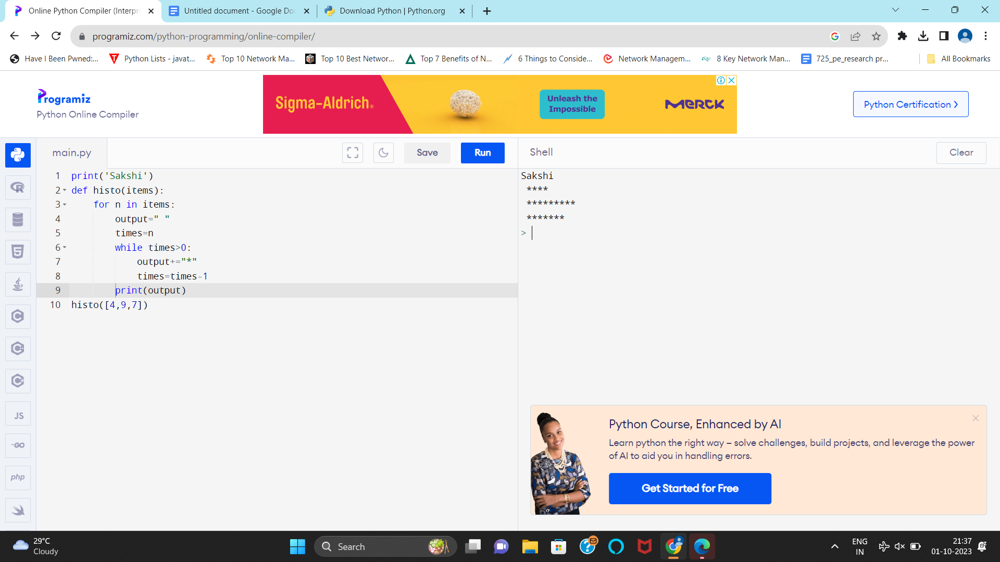 Online Python Compiler (Interpre
Untitled document - Google Doc
Download Python | Python.org
programiz.com/python-programming/online-compiler/
Have I Been Pwned:...
Python Lists - javat...
Top 10 Network Ma...
Top 10 Best Networ...
Top 7 Benefits of N...
6 Things to Conside...
Network Managem...
8 Key Network Man...
725_pe_research pr...
All Bookmarks
Programiz
Python Online Compiler
Sigma-Aldrich®
Unleash the
Impossible
MERCK
Python Certification >
main.py
Save
Run
Shell
Clear
1 print('Sakshi')
2 def histo(items):
3 for n in items:
4 output=" "
5 times=n
6 while times>0:
7 output+="*"
8 times=times-1
9 print(output)
10 histo([4,9,7])
Sakshi
****
*********
*******
>
JS
GO
php
Python Course, Enhanced by AI
Learn python the right way – solve challenges, build projects, and leverage the power
of AI to aid you in handling errors.
Get Started for Free
29°C
Cloudy
Search
ENG
IN
21:37
01-10-2023